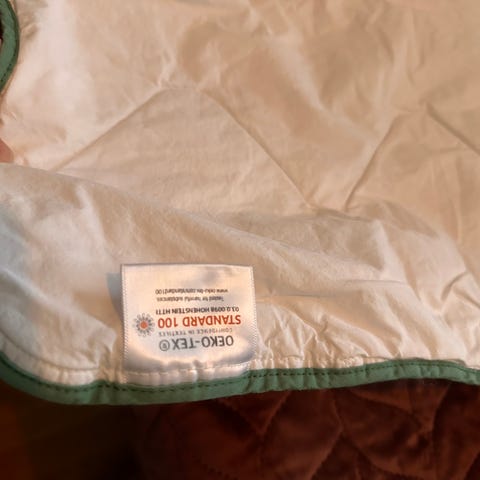 OEKO-TEX®
CONFIDENCE IN TEXTILES
STANDARD 100
03.0.0098 HOHENSTEIN HTTI
Tested for harmful substances.
www.oeko-tex.com/standard100